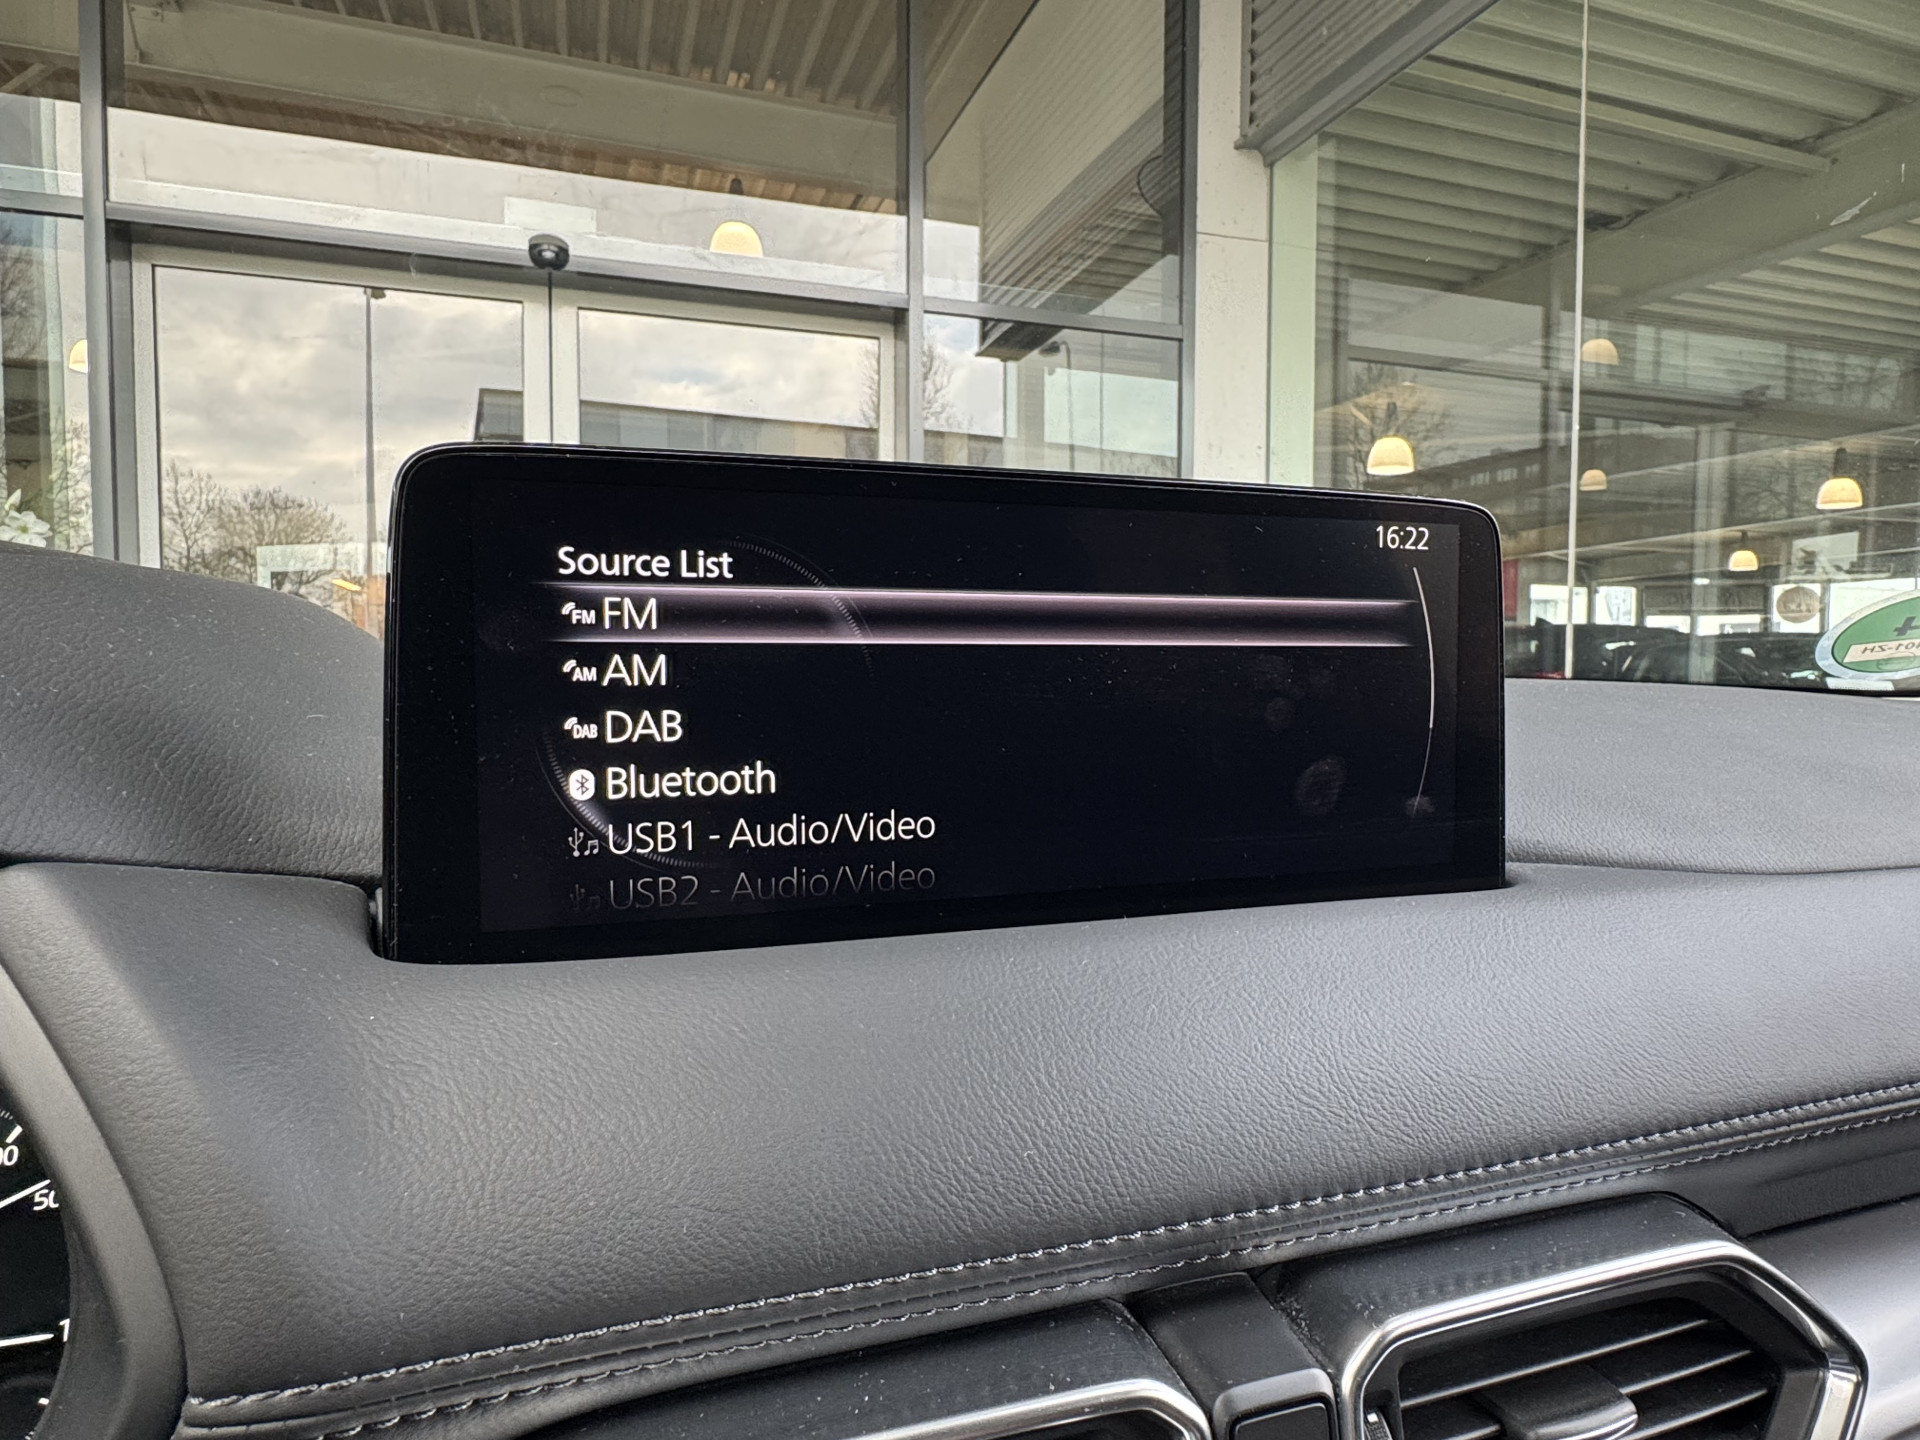 16:22
Source List
FM FM
AM AM
DAB DAB
Bluetooth
USB1 - Audio/Video
USB2 - Audio/Video